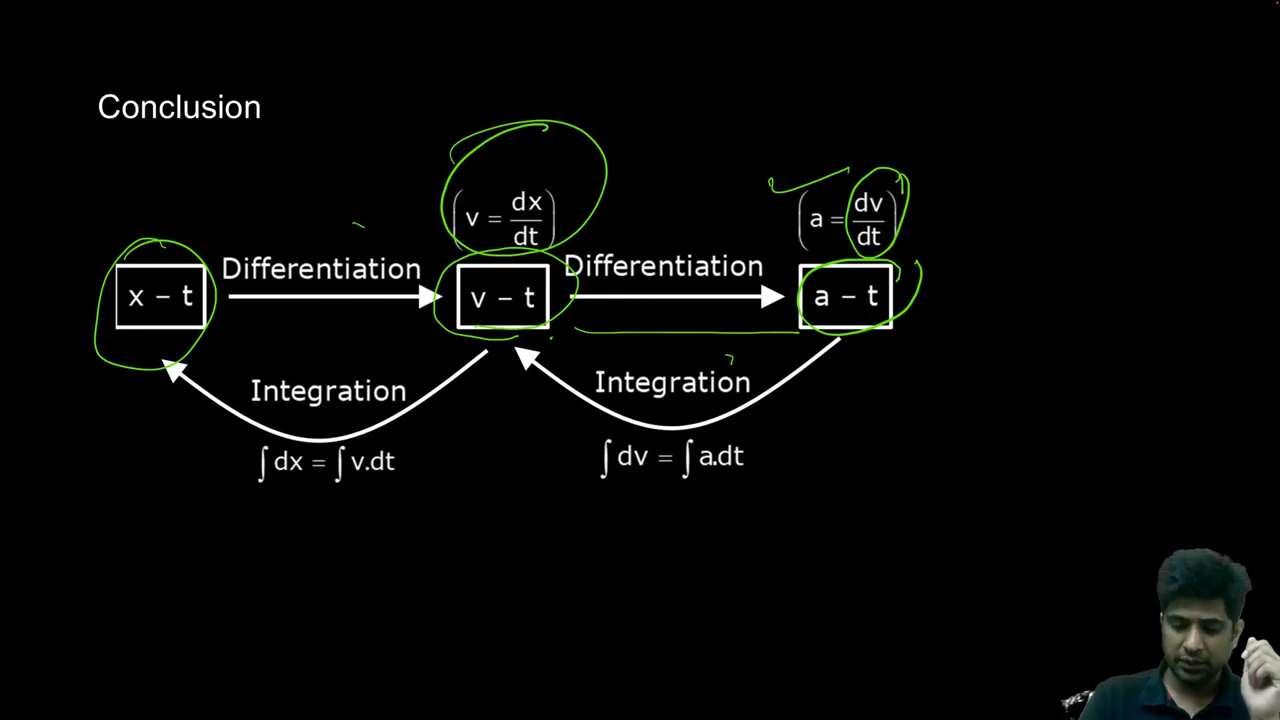 Conclusion
(v = dx/dt)
(a = dv/dt)
Differentiation
Differentiation
x – t
v – t
a – t
Integration
Integration
∫dx = ∫v.dt
∫dv = ∫a.dt